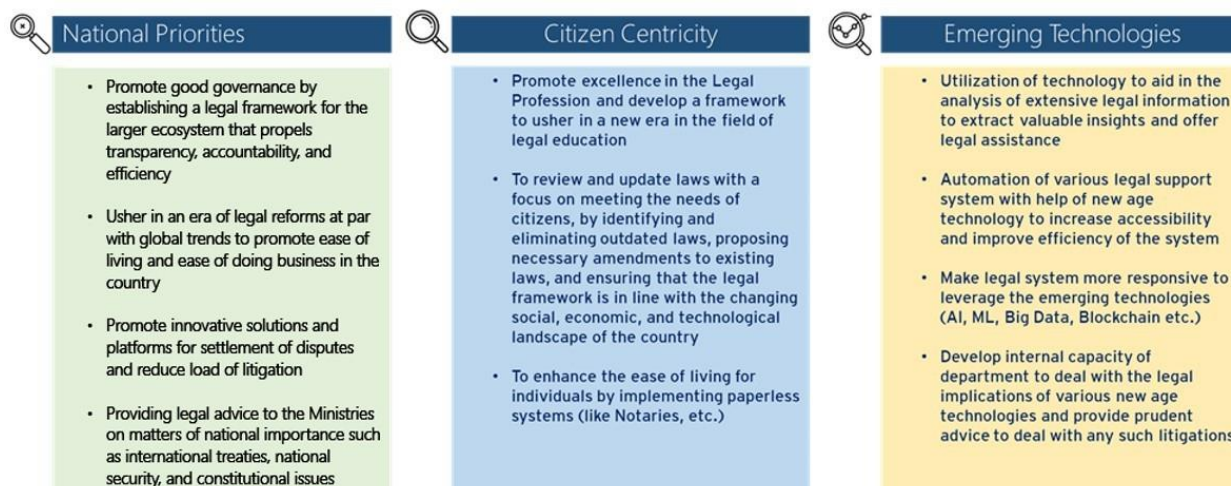 National Priorities
• Promote good governance by
establishing a legal framework for the
larger ecosystem that propels
transparency, accountability, and
efficiency
• Usher in an era of legal reforms at par
with global trends to promote ease of
living and ease of doing business in the
country
• Promote innovative solutions and
platforms for settlement of disputes
and reduce load of litigation
• Providing legal advice to the Ministries
on matters of national importance such
as international treaties, national
security, and constitutional issues
Citizen Centricity
• Promote excellence in the Legal
Profession and develop a framework
to usher in a new era in the field of
legal education
• To review and update laws with a
focus on meeting the needs of
citizens, by identifying and
eliminating outdated laws, proposing
necessary amendments to existing
laws, and ensuring that the legal
framework is in line with the changing
social, economic, and technological
landscape of the country
• To enhance the ease of living for
individuals by implementing paperless
systems (like Notaries, etc.)
Emerging Technologies
• Utilization of technology to aid in the
analysis of extensive legal information
to extract valuable insights and offer
legal assistance
• Automation of various legal support
system with help of new age
technology to increase accessibility
and improve efficiency of the system
• Make legal system more responsive to
leverage the emerging technologies
(AI, ML, Big Data, Blockchain etc.)
• Develop internal capacity of
department to deal with the legal
implications of various new age
technologies and provide prudent
advice to deal with any such litigations